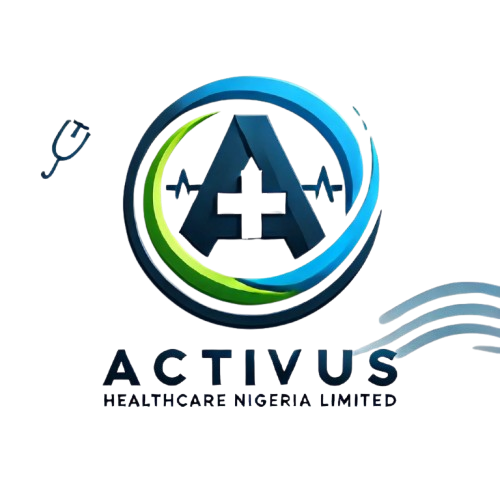 A
ACTIVUS
HEALTHCARE NIGERIA LIMITED